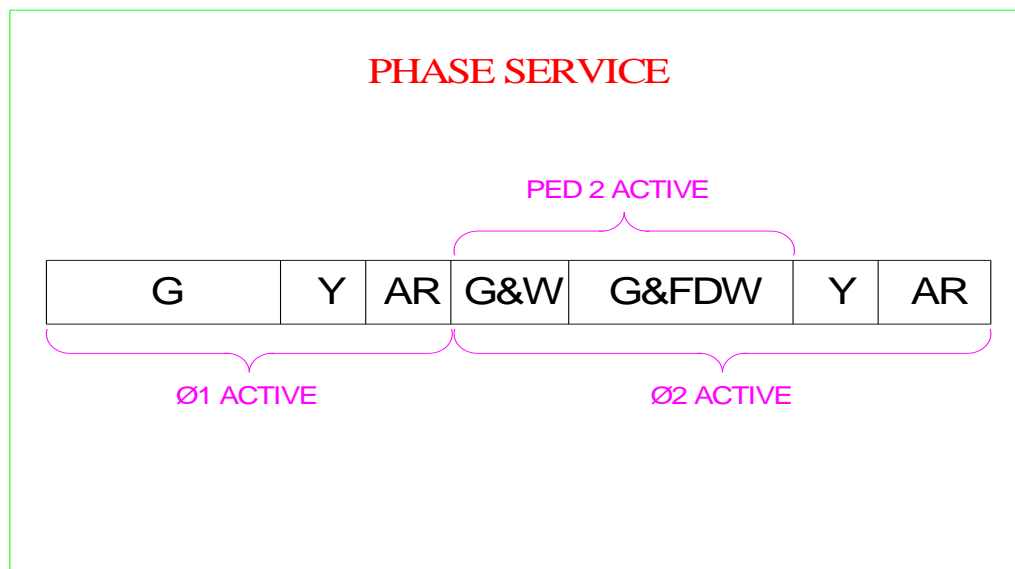 PHASE SERVICE
PED 2 ACTIVE
G Y AR G&W G&FDW Y AR
Ø1 ACTIVE Ø2 ACTIVE